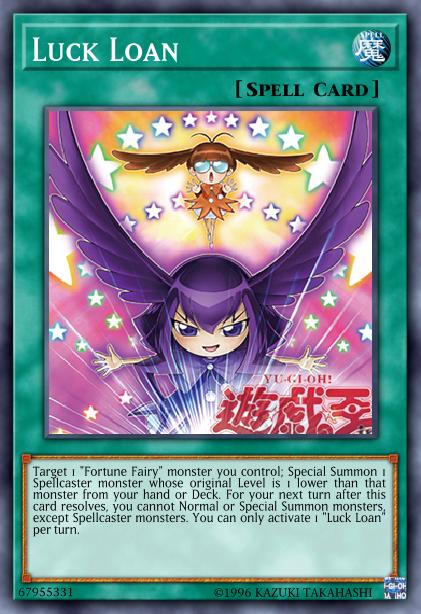 LUCK LOAN
SPELL
魔
[ SPELL CARD ]
YU-GI-OH!
遊戯王
Target 1 "Fortune Fairy" monster you control; Special Summon 1
Spellcaster monster whose original Level is 1 lower than that
monster from your hand or Deck. For your next turn after this
card resolves, you cannot Normal or Special Summon monsters,
except Spellcaster monsters. You can only activate 1 "Luck Loan"
per turn.
67955331
©1996 KAZUKI TAKAHASHI